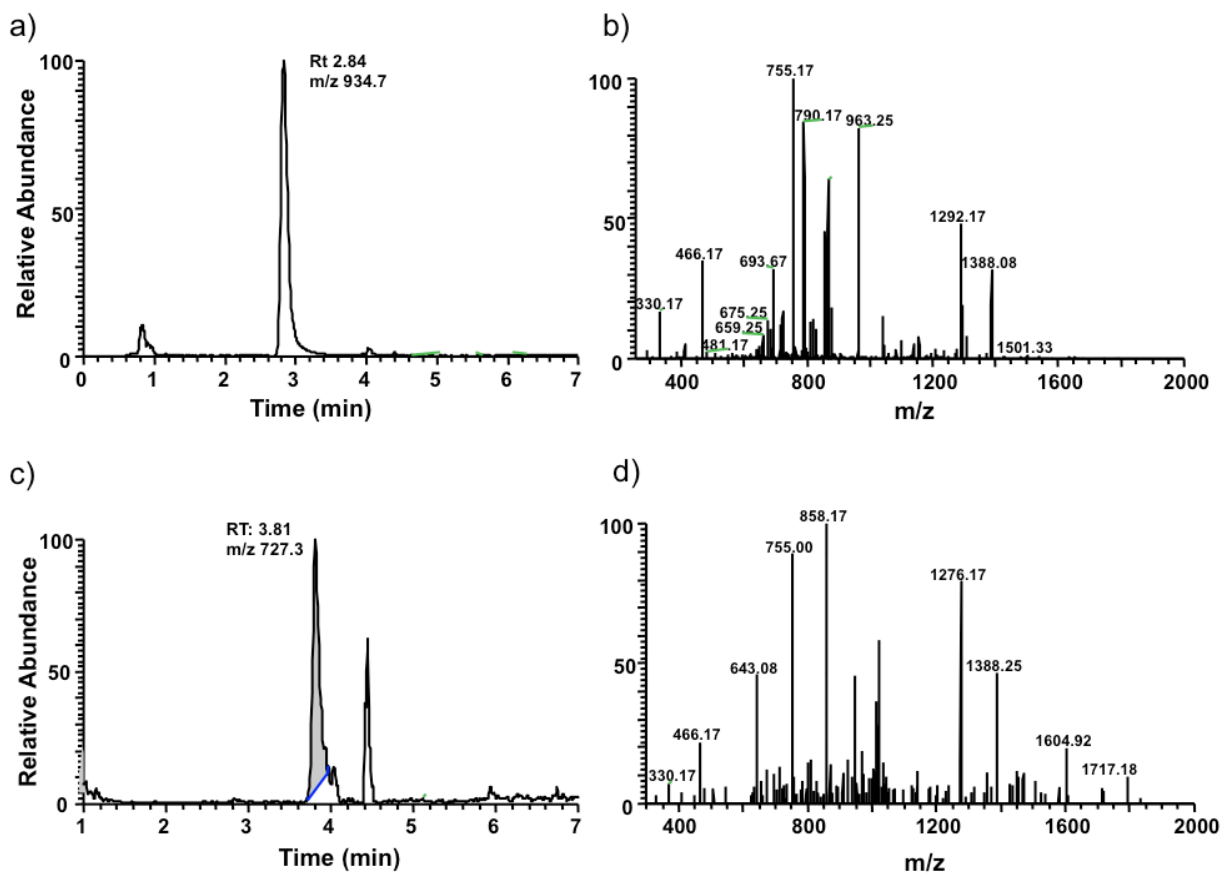 a)
Rt 2.84
m/z 934.7
100
50
0
Relative Abundance
0 1 2 3 4 5 6 7
Time (min)
b)
755.17
790.17
963.25
1292.17
1388.08
466.17
693.67
330.17
675.25
659.25
481.17
1501.33
100
50
0
400 800 1200 1600 2000
m/z
c)
RT: 3.81
m/z 727.3
100
50
0
Relative Abundance
1 2 3 4 5 6 7
Time (min)
d)
858.17
755.00
1276.17
643.08
1388.25
466.17
1604.92
1717.18
330.17
100
50
0
400 800 1200 1600 2000
m/z